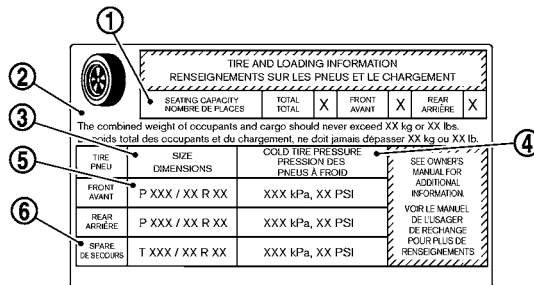 ①
TIRE AND LOADING INFORMATION
RENSEIGNEMENTS SUR LES PNEUS ET LE CHARGEMENT
②
SEATING CAPACITY
NOMBRE DE PLACES
TOTAL
TOTAL
X
FRONT
AVANT
X
REAR
ARRIÈRE
X
③
The combined weight of occupants and cargo should never exceed XX kg or XX lbs.
poids total des occupants et du chargement, ne doit jamais dépasser XX kg ou XX lb.
④
TIRE
PNEU
SIZE
DIMENSIONS
COLD TIRE PRESSURE
PRESSION DES
PNEUS À FROID
SEE OWNER'S
MANUAL FOR
ADDITIONAL
INFORMATION.
VOIR LE MANUEL
DE L'USAGER
DE RECHANGE
POUR PLUS DE
RENSEIGNEMENTS
⑤
FRONT
AVANT
P XXX / XX R XX
XXX kPa, XX PSI
REAR
ARRIÈRE
P XXX / XX R XX
XXX kPa, XX PSI
⑥
SPARE
DE SECOURS
T XXX / XX R XX
XXX kPa, XX PSI